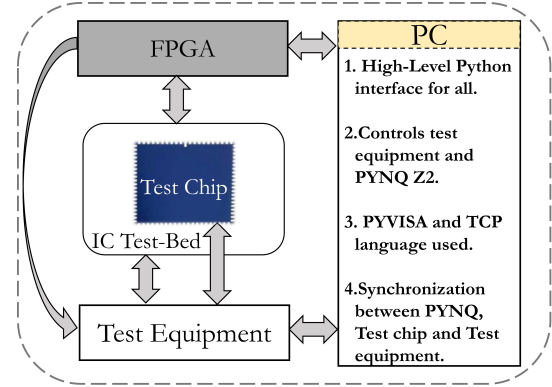 FPGA
Test Chip
IC Test-Bed
Test Equipment
PC
1. High-Level Python
interface for all.
2.Controls test
equipment and
PYNQ Z2.
3. PYVISA and TCP
language used.
4.Synchronization
between PYNQ,
Test chip and Test
equipment.